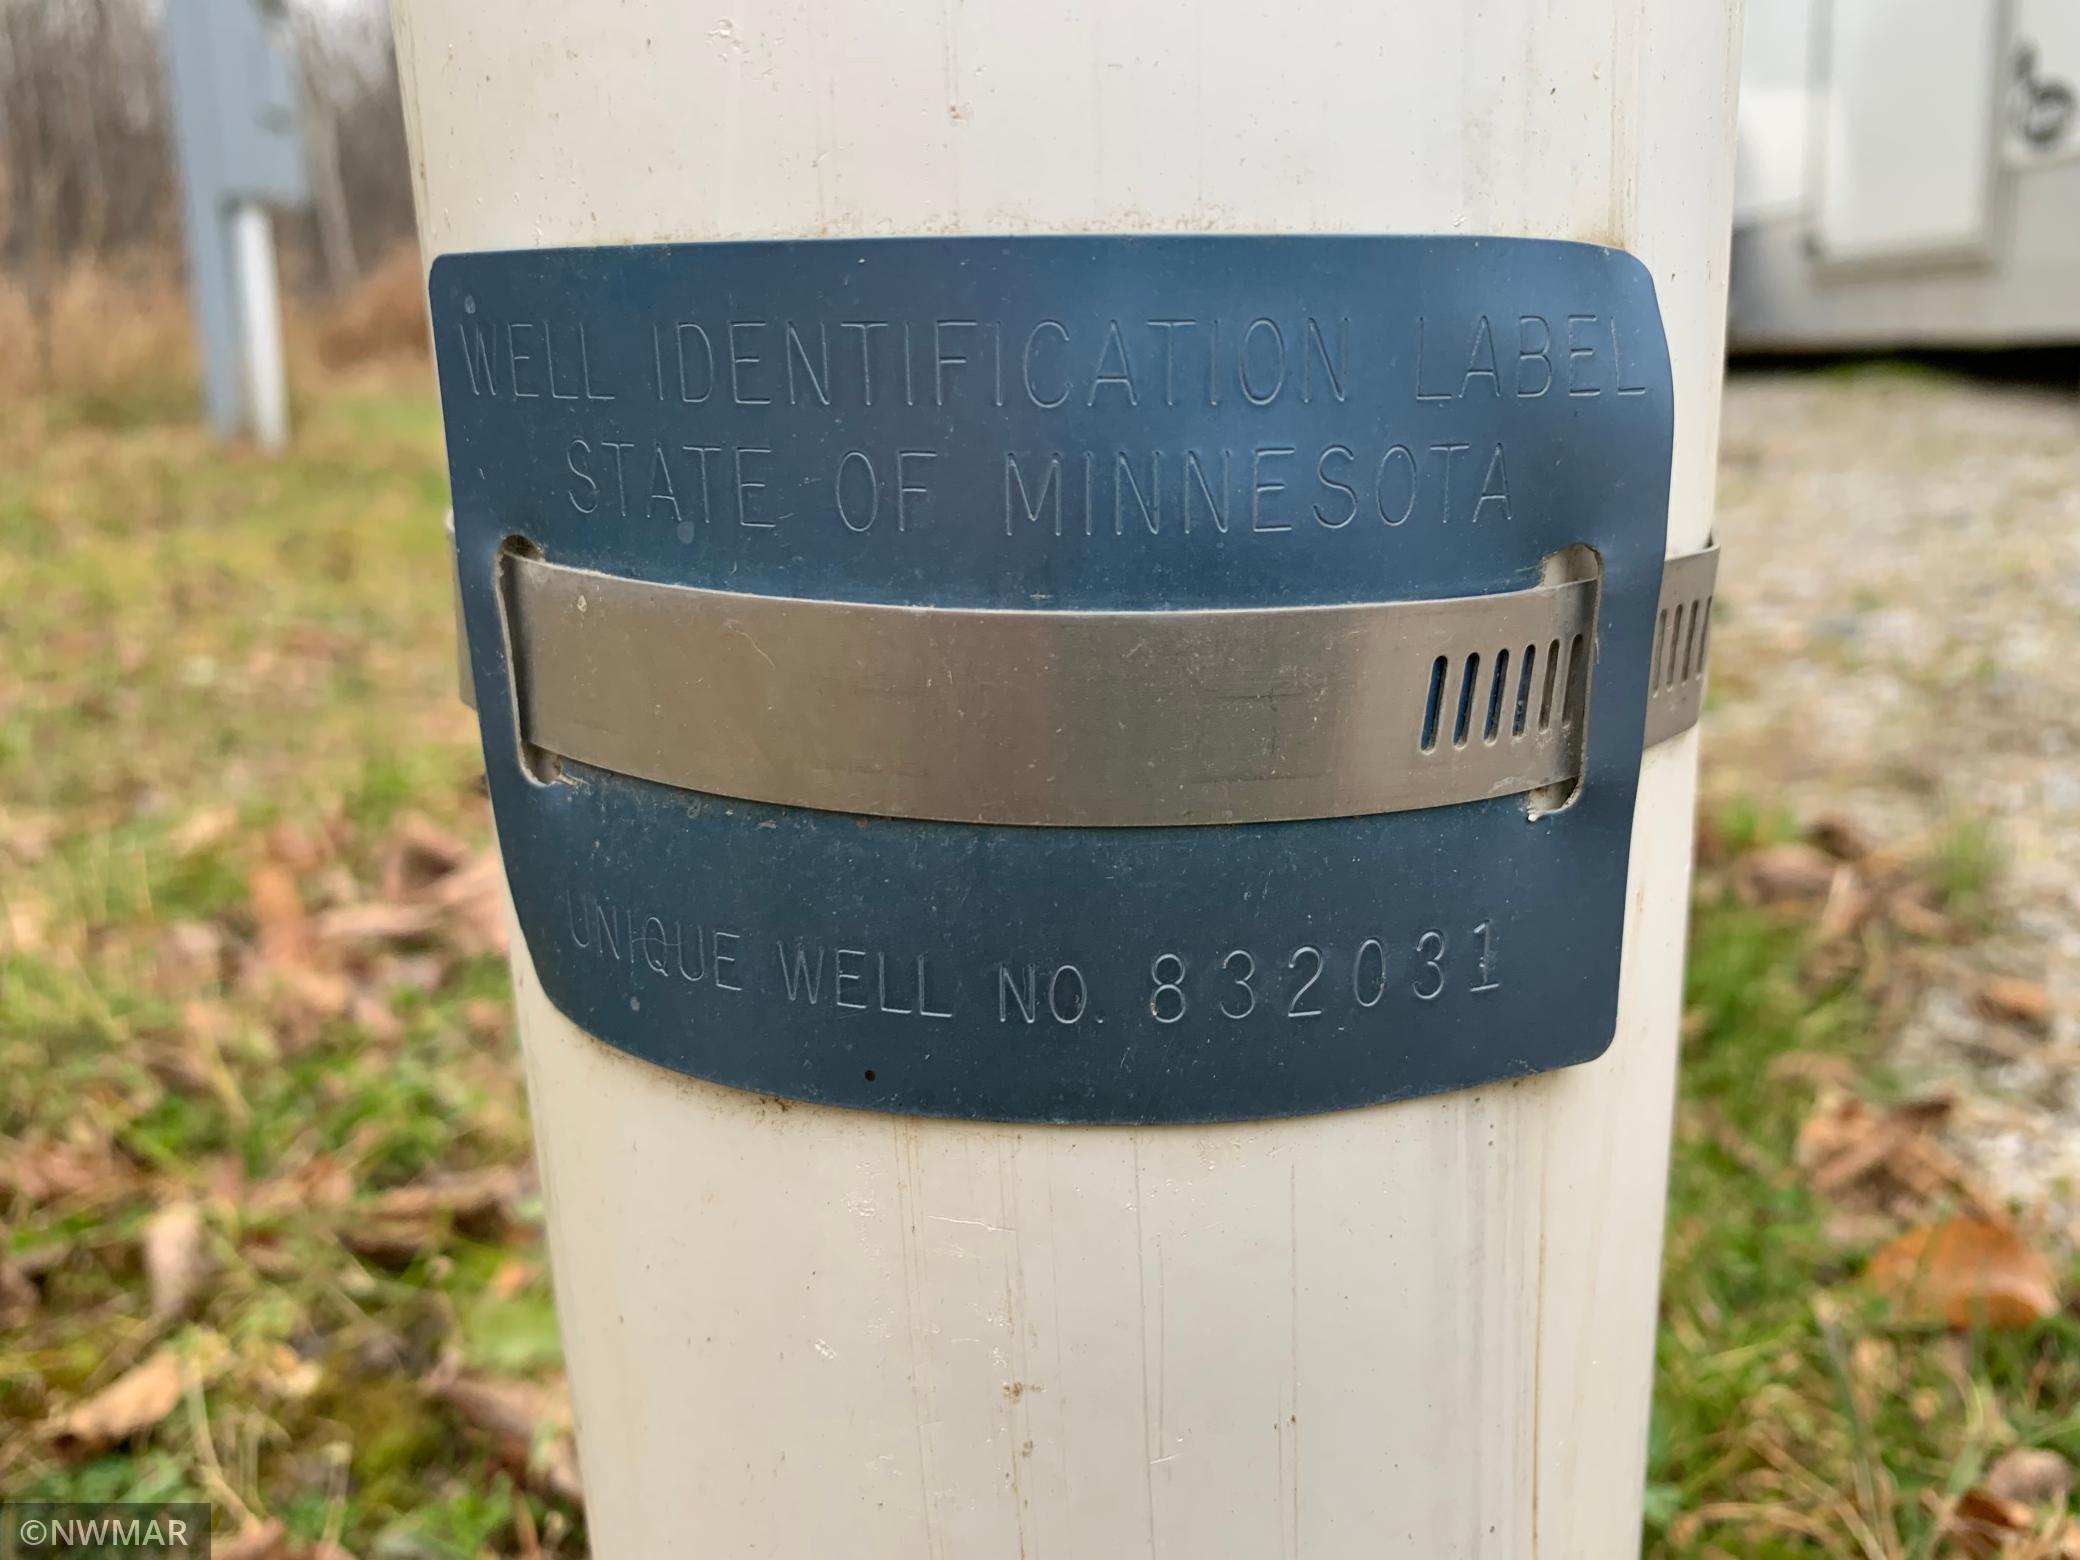 WELL IDENTIFICATION LABEL
STATE OF MINNESOTA
UNIQUE WELL NO. 832031
©NWMAR